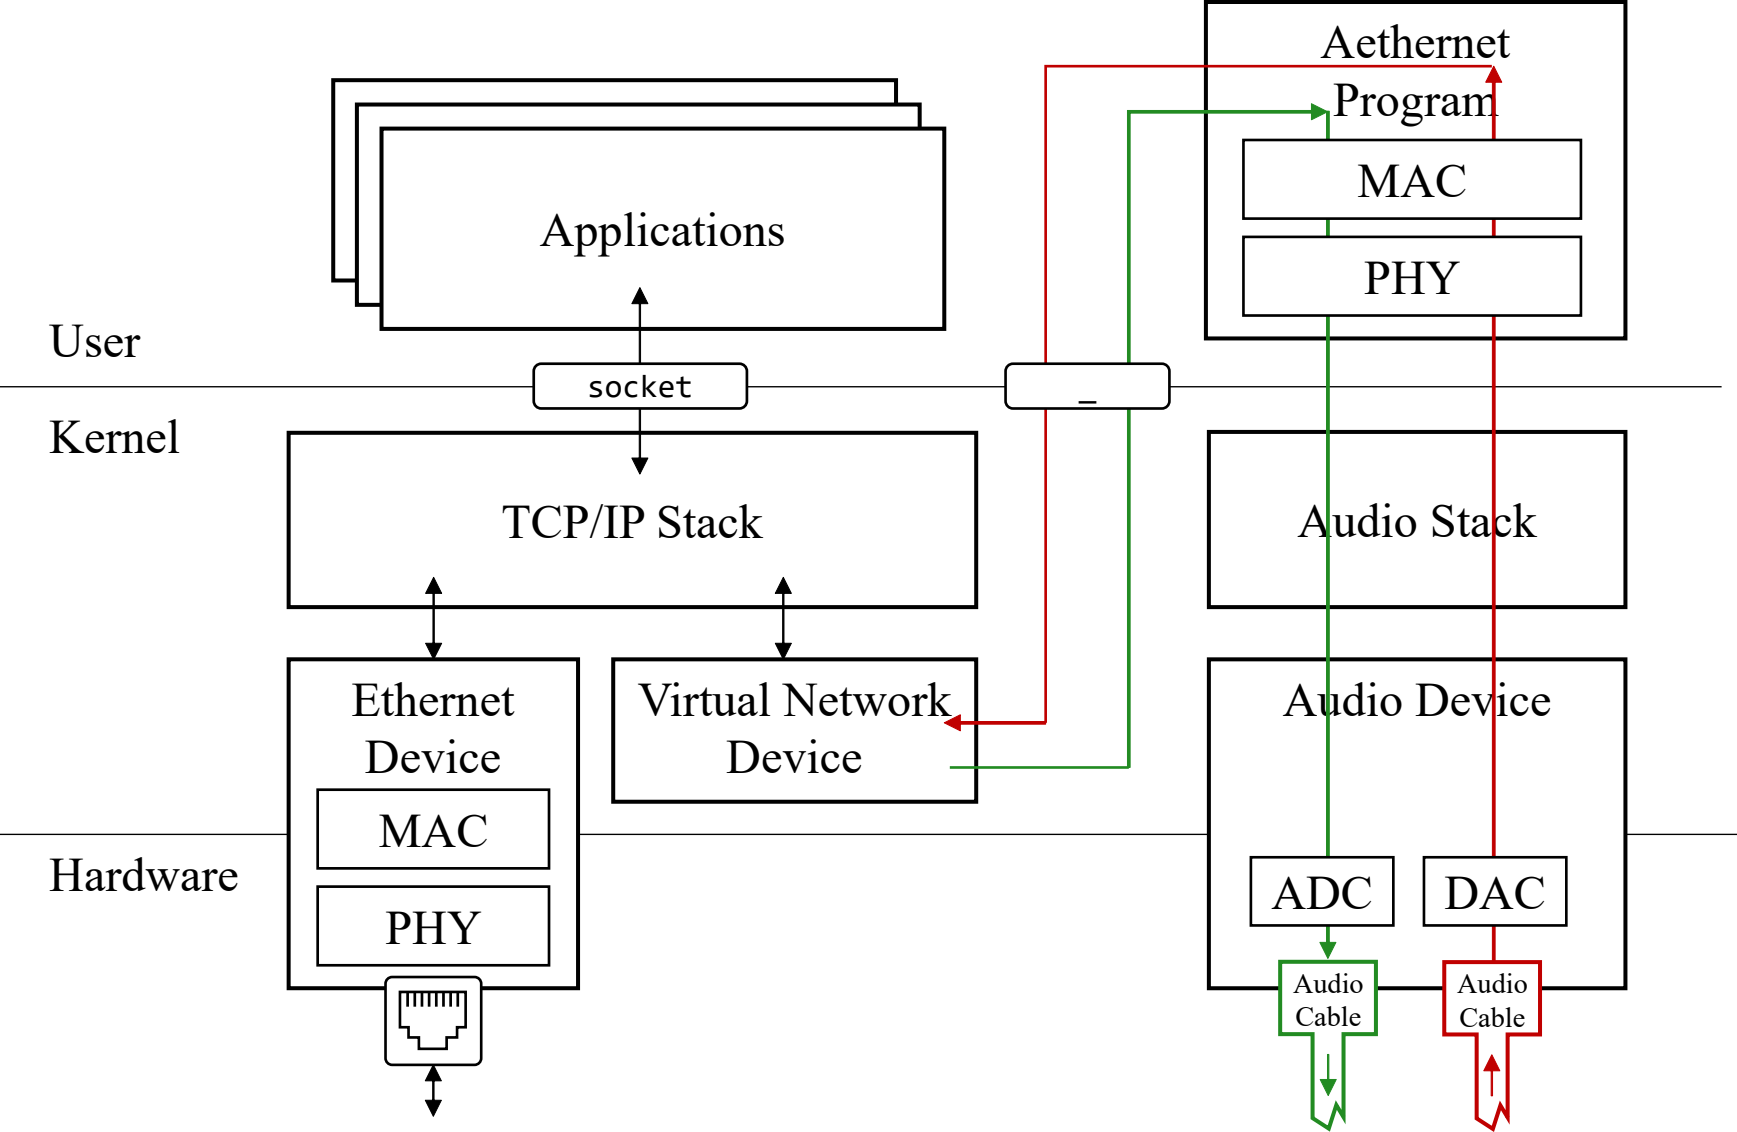 Aethernet
Program
MAC
PHY
Applications
User
socket
_
Kernel
TCP/IP Stack
Audio Stack
Ethernet
Device
MAC
PHY
Virtual Network
Device
Audio Device
Hardware
ADC
DAC
Audio
Cable
Audio
Cable